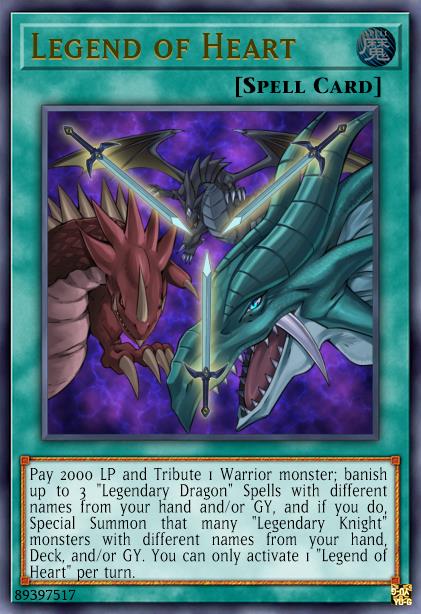 LEGEND OF HEART
魔
[SPELL CARD]
Pay 2000 LP and Tribute 1 Warrior monster; banish
up to 3 "Legendary Dragon" Spells with different
names from your hand and/or GY, and if you do,
Special Summon that many "Legendary Knight"
monsters with different names from your hand,
Deck, and/or GY. You can only activate 1 "Legend of
Heart" per turn.
89397517